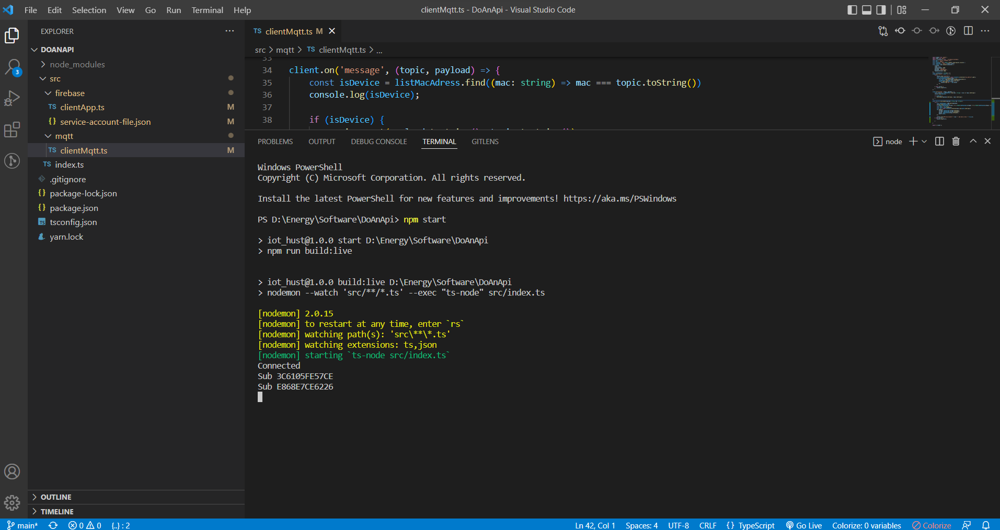 File Edit Selection View Go Run Terminal Help
clientMqtt.ts - DoAnApi - Visual Studio Code
EXPLORER
DOANAPI
node_modules
src
firebase
TS clientApp.ts M
{} service-account-file.json M
mqtt
TS clientMqtt.ts M
TS index.ts
.gitignore
{} package-lock.json
{} package.json
TS tsconfig.json
yarn.lock
OUTLINE
TIMELINE
3
TS clientMqtt.ts M
src > mqtt > TS clientMqtt.ts > ...
33
34 client.on('message', (topic, payload) => {
35 const isDevice = listMacAdress.find((mac: string) => mac === topic.toString())
36 console.log(isDevice);
37
38 if (isDevice) {
PROBLEMS OUTPUT DEBUG CONSOLE TERMINAL GITLENS
node
Windows PowerShell
Copyright (C) Microsoft Corporation. All rights reserved.
Install the latest PowerShell for new features and improvements! https://aka.ms/PSWindows
PS D:\Energy\Software\DoAnApi> npm start
> iot_hust@1.0.0 start D:\Energy\Software\DoAnApi
> npm run build:live
> iot_hust@1.0.0 build:live D:\Energy\Software\DoAnApi
> nodemon --watch 'src/**/*.ts' --exec "ts-node" src/index.ts
[nodemon] 2.0.15
[nodemon] to restart at any time, enter `rs`
[nodemon] watching path(s): 'src\**\*.ts'
[nodemon] watching extensions: ts,json
[nodemon] starting `ts-node src/index.ts`
Connected
Sub 3C6105FE57CE
Sub E868E7CE6226
main* 0 0 {..} : 2
Ln 42, Col 1 Spaces: 4 UTF-8 CRLF {} TypeScript Go Live Colorize: 0 variables Colorize